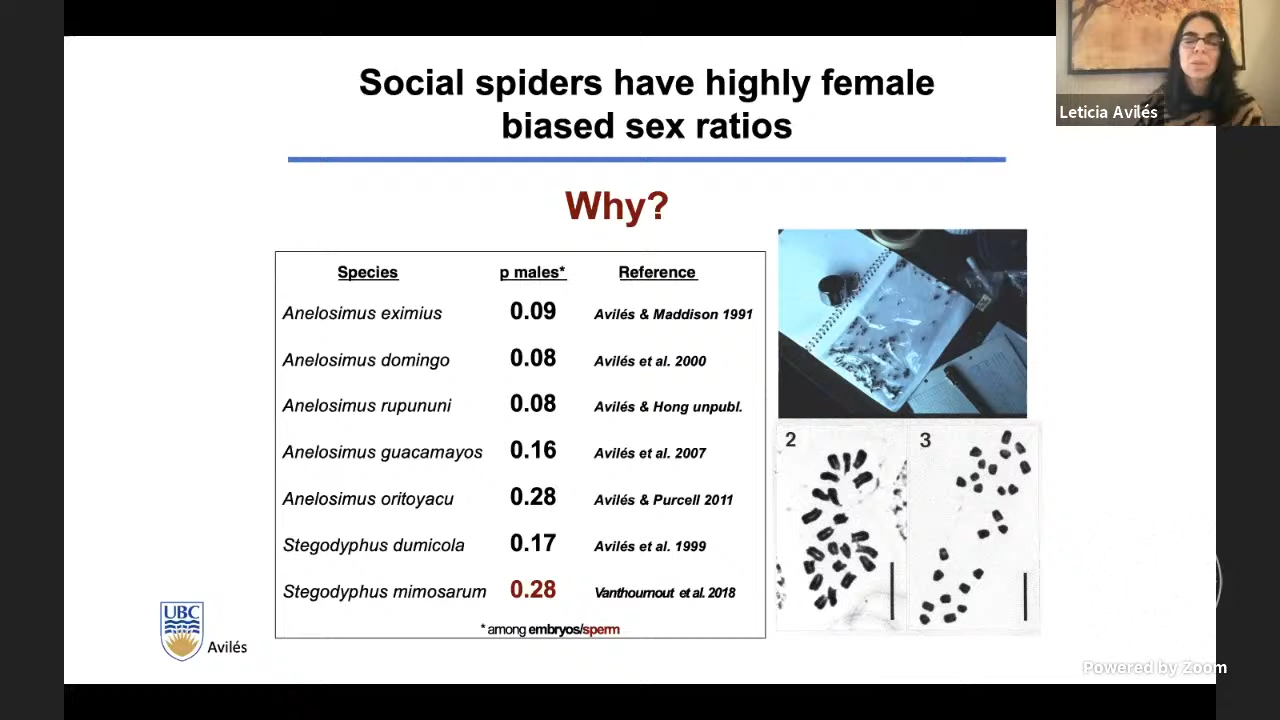 Social spiders have highly female
biased sex ratios
Leticia Avilés
Why?
Species p males* Reference
Anelosimus eximius 0.09 Avilés & Maddison 1991
Anelosimus domingo 0.08 Avilés et al. 2000
Anelosimus rupununi 0.08 Avilés & Hong unpubl.
Anelosimus guacamayos 0.16 Avilés et al. 2007
Anelosimus oritoyacu 0.28 Avilés & Purcell 2011
Stegodyphus dumicola 0.17 Avilés et al. 1999
Stegodyphus mimosarum 0.28 Vanthournout et al. 2018
* among embryos/sperm
2 3
UBC
Avilés
Powered by Zoom